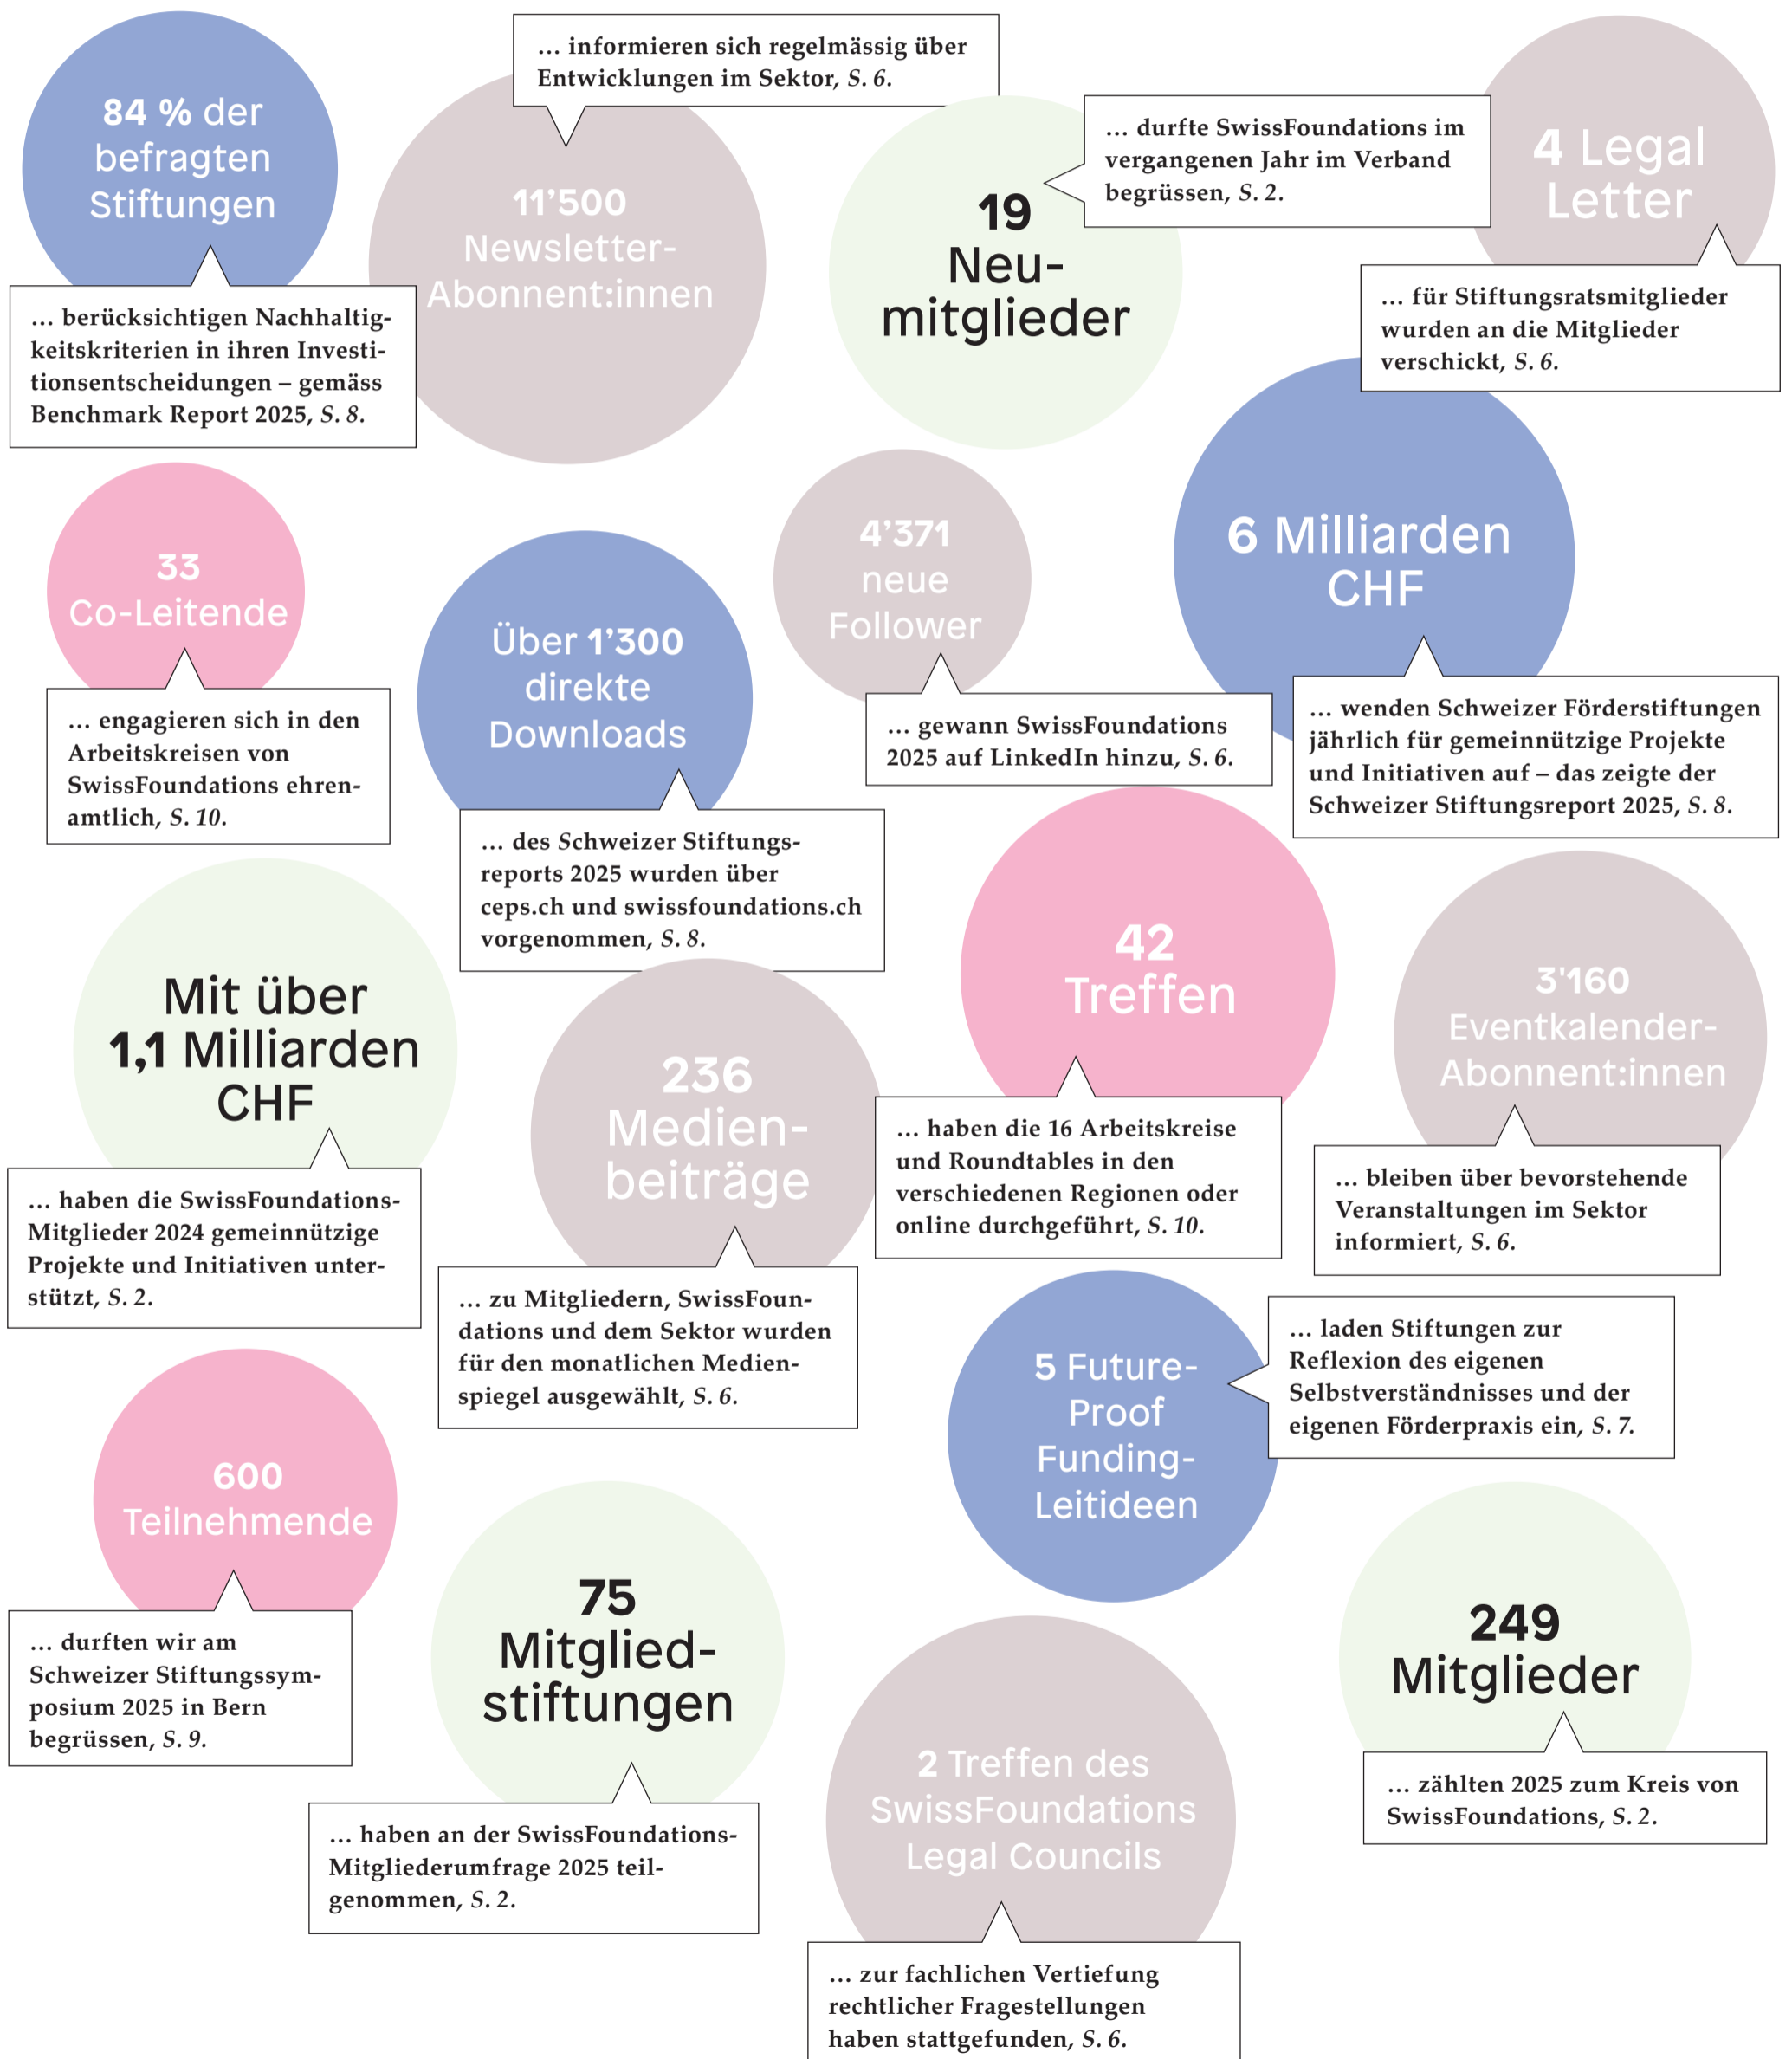 84 % der
befragten
Stiftungen
… berücksichtigen Nachhaltig-
keitskriterien in ihren Investi-
tionsentscheidungen – gemäss
Benchmark Report 2025, S. 8.
… informieren sich regelmässig über
Entwicklungen im Sektor, S. 6.
11’500
Newsletter-
Abonnent:innen
19
Neu-
mitglieder
… durfte SwissFoundations im
vergangenen Jahr im Verband
begrüssen, S. 2.
4 Legal
Letter
… für Stiftungsratsmitglieder
wurden an die Mitglieder
verschickt, S. 6.
33
Co-Leitende
… engagieren sich in den
Arbeitskreisen von
SwissFoundations ehren-
amtlich, S. 10.
Über 1’300
direkte
Downloads
… des Schweizer Stiftungs-
reports 2025 wurden über
ceps.ch und swissfoundations.ch
vorgenommen, S. 8.
4’371
neue
Follower
… gewann SwissFoundations
2025 auf LinkedIn hinzu, S. 6.
6 Milliarden
CHF
… wenden Schweizer Förderstiftungen
jährlich für gemeinnützige Projekte
und Initiativen auf – das zeigte der
Schweizer Stiftungsreport 2025, S. 8.
Mit über
1,1 Milliarden
CHF
… haben die SwissFoundations-
Mitglieder 2024 gemeinnützige
Projekte und Initiativen unter-
stützt, S. 2.
236
Medien-
beiträge
… zu Mitgliedern, SwissFoun-
dations und dem Sektor wurden
für den monatlichen Medien-
spiegel ausgewählt, S. 6.
42
Treffen
… haben die 16 Arbeitskreise
und Roundtables in den
verschiedenen Regionen oder
online durchgeführt, S. 10.
3'160
Eventkalender-
Abonnent:innen
… bleiben über bevorstehende
Veranstaltungen im Sektor
informiert, S. 6.
5 Future-
Proof
Funding-
Leitideen
… laden Stiftungen zur
Reflexion des eigenen
Selbstverständnisses und der
eigenen Förderpraxis ein, S. 7.
600
Teilnehmende
… durften wir am
Schweizer Stiftungssym-
posium 2025 in Bern
begrüssen, S. 9.
75
Mitglied-
stiftungen
… haben an der SwissFoundations-
Mitgliederumfrage 2025 teil-
genommen, S. 2.
2 Treffen des
SwissFoundations
Legal Councils
… zur fachlichen Vertiefung
rechtlicher Fragestellungen
haben stattgefunden, S. 6.
249
Mitglieder
… zählten 2025 zum Kreis von
SwissFoundations, S. 2.